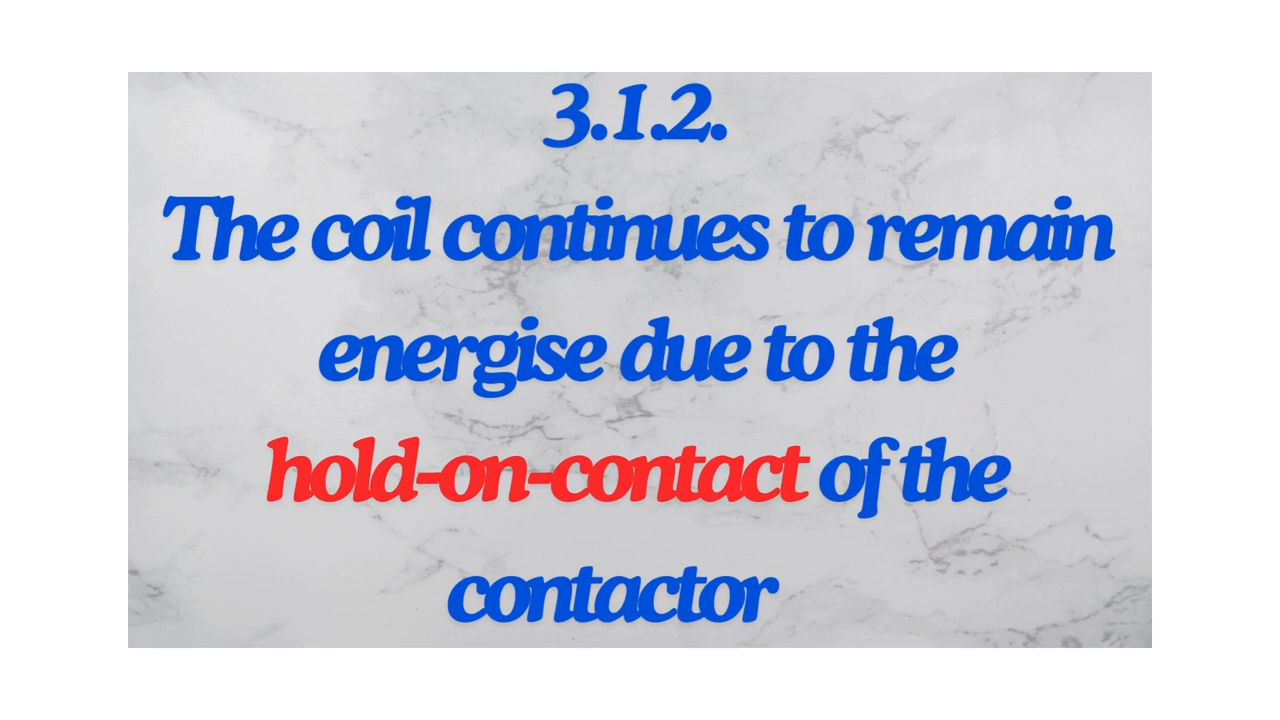 3.1.2.
The coil continues to remain
energise due to the
hold-on-contact of the
contactor